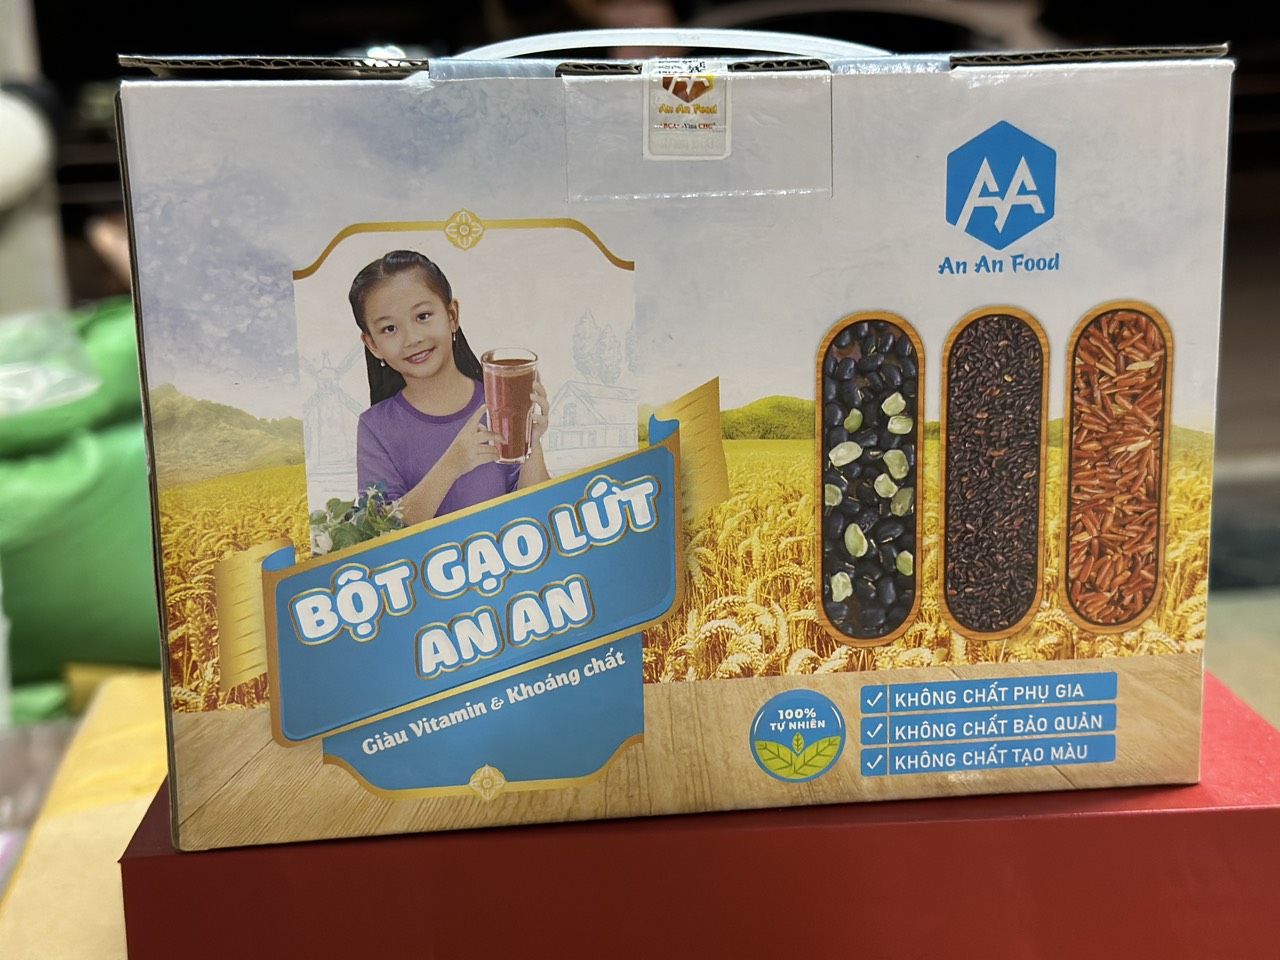 An An Food
AA
An An Food
BỘT GẠO LỨT
AN AN
Giàu Vitamin & Khoáng chất
100%
TỰ NHIÊN
KHÔNG CHẤT PHỤ GIA
KHÔNG CHẤT BẢO QUẢN
KHÔNG CHẤT TẠO MÀU